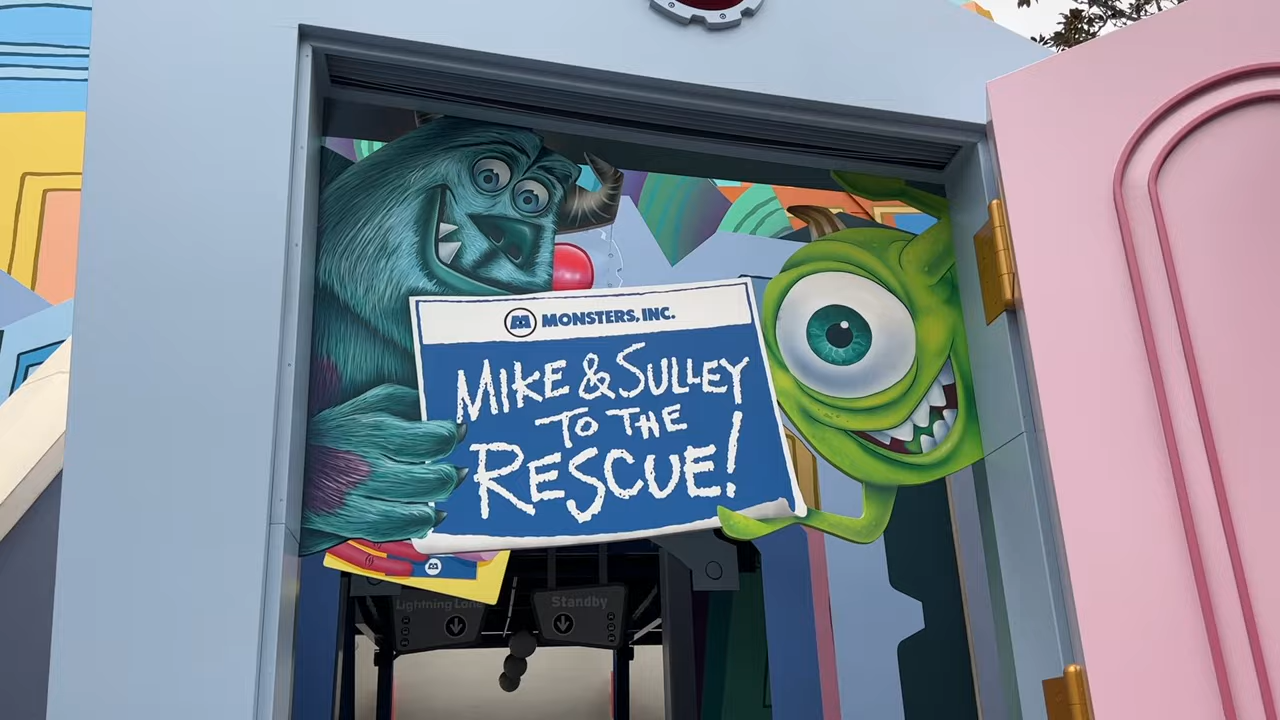 MONSTERS, INC.
MIKE & SULLEY
TO THE
RESCUE!
Lightning Lane
Standby